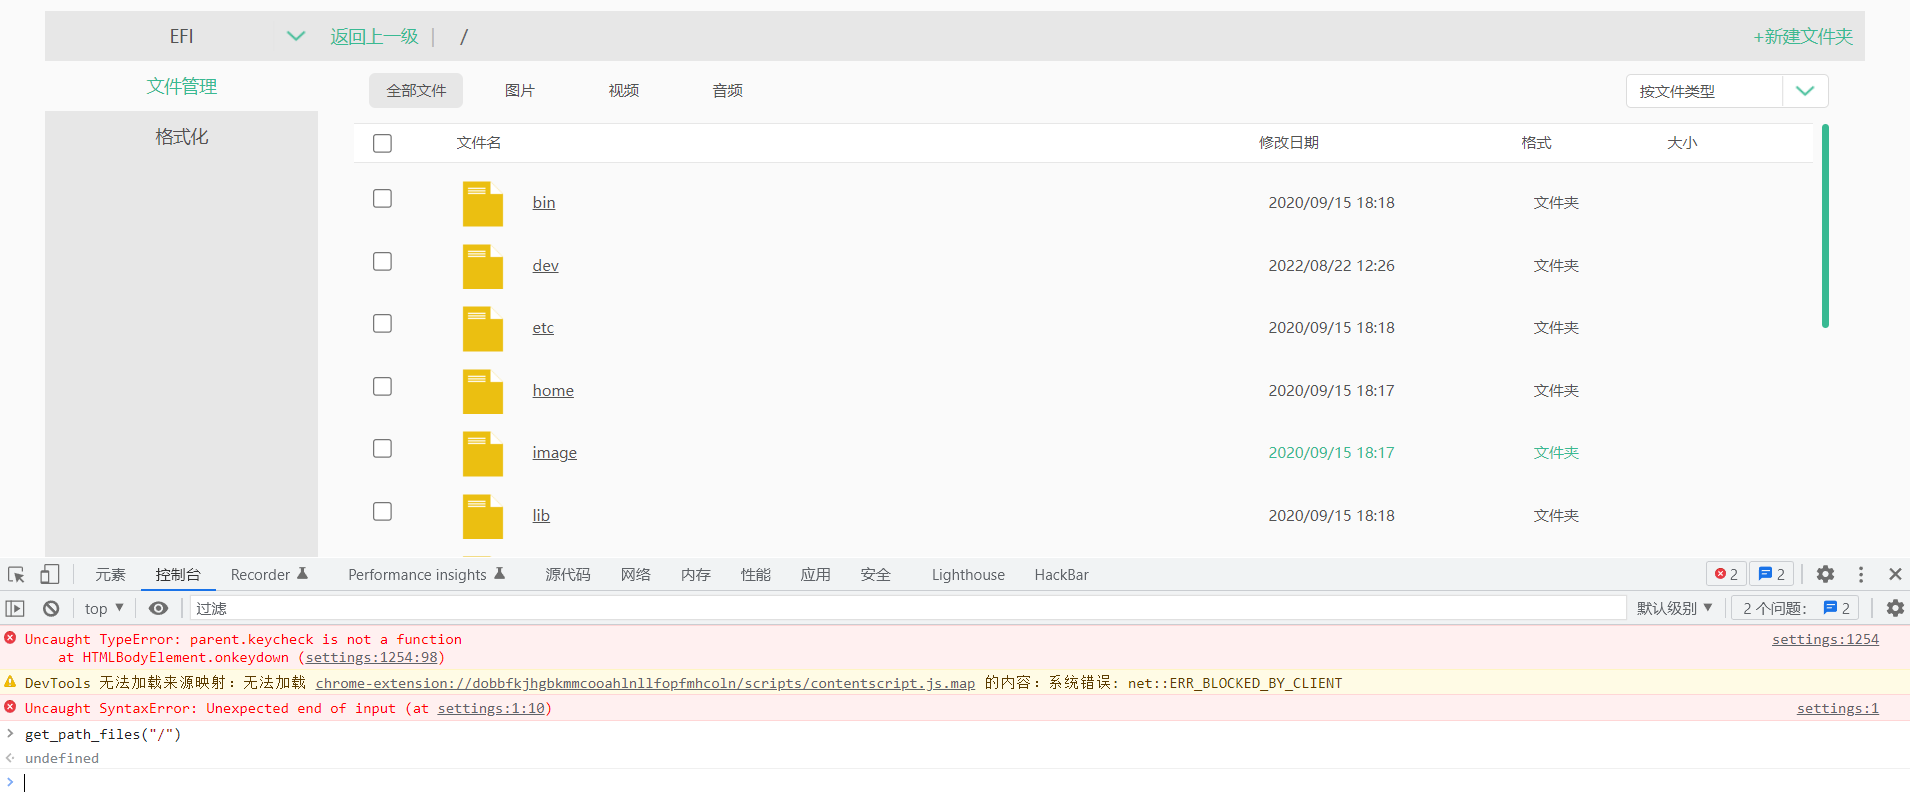 EFI 返回上一级 | / +新建文件夹
文件管理
格式化
全部文件 图片 视频 音频 按文件类型
文件名 修改日期 格式 大小
bin 2020/09/15 18:18 文件夹
dev 2022/08/22 12:26 文件夹
etc 2020/09/15 18:18 文件夹
home 2020/09/15 18:17 文件夹
image 2020/09/15 18:17 文件夹
lib 2020/09/15 18:18 文件夹
元素 控制台 Recorder Performance insights 源代码 网络 内存 性能 应用 安全 Lighthouse HackBar 2 2
top 过滤 默认级别 2 个问题: 2
Uncaught TypeError: parent.keycheck is not a function settings:1254
at HTMLBodyElement.onkeydown (settings:1254:98)
DevTools 无法加载来源映射：无法加载 chrome-extension://dobbfkjhgbkmmcooahlnllfopfmhcoln/scripts/contentscript.js.map 的内容：系统错误: net::ERR_BLOCKED_BY_CLIENT
Uncaught SyntaxError: Unexpected end of input (at settings:1:10) settings:1
> get_path_files("/")
undefined
>